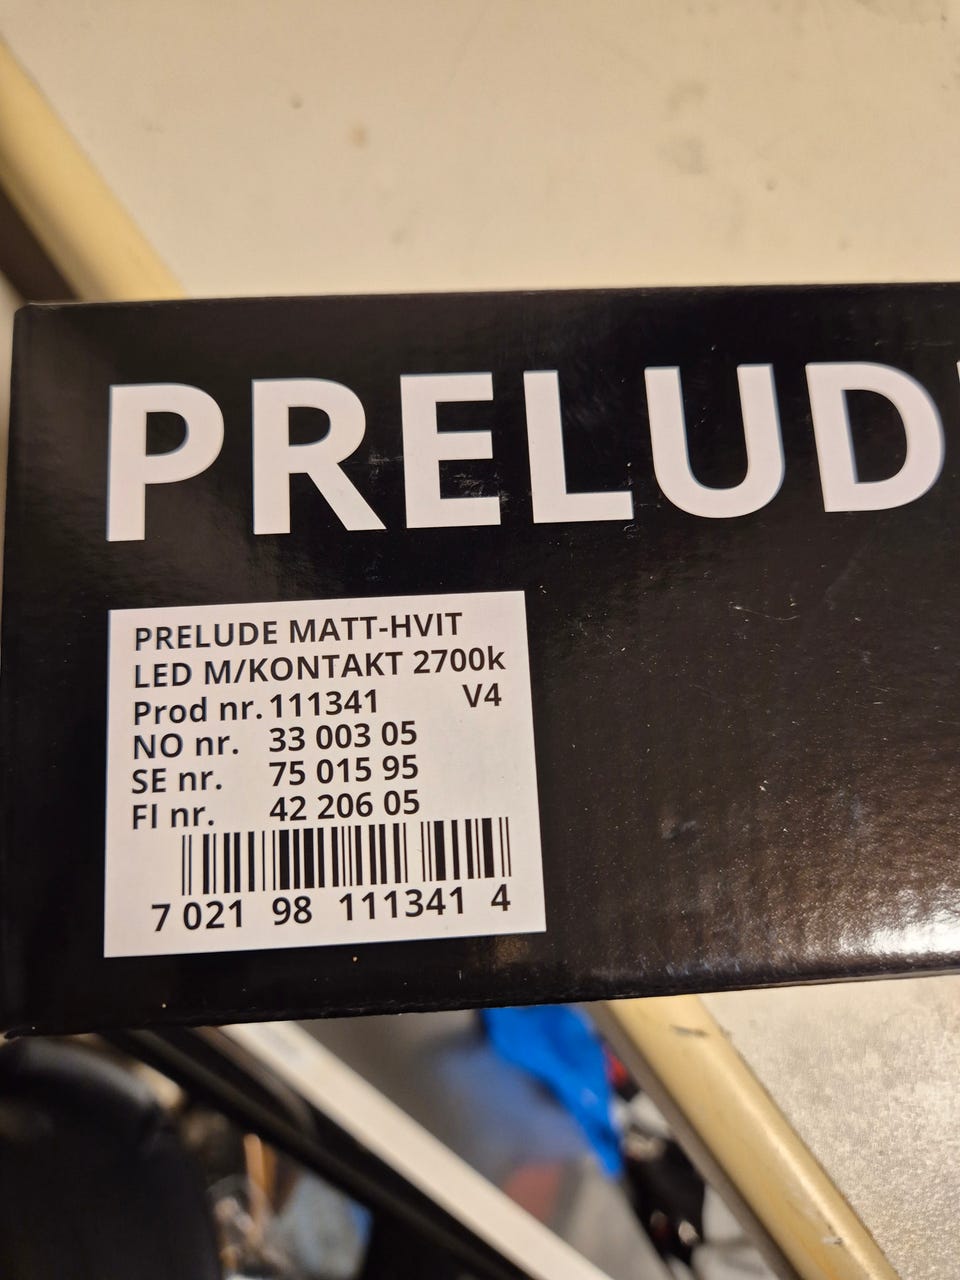 PRELUD
PRELUDE MATT-HVIT
LED M/KONTAKT 2700k
Prod nr. 111341 V4
NO nr. 33 003 05
SE nr. 75 015 95
FI nr. 42 206 05
7 021 98 111341 4